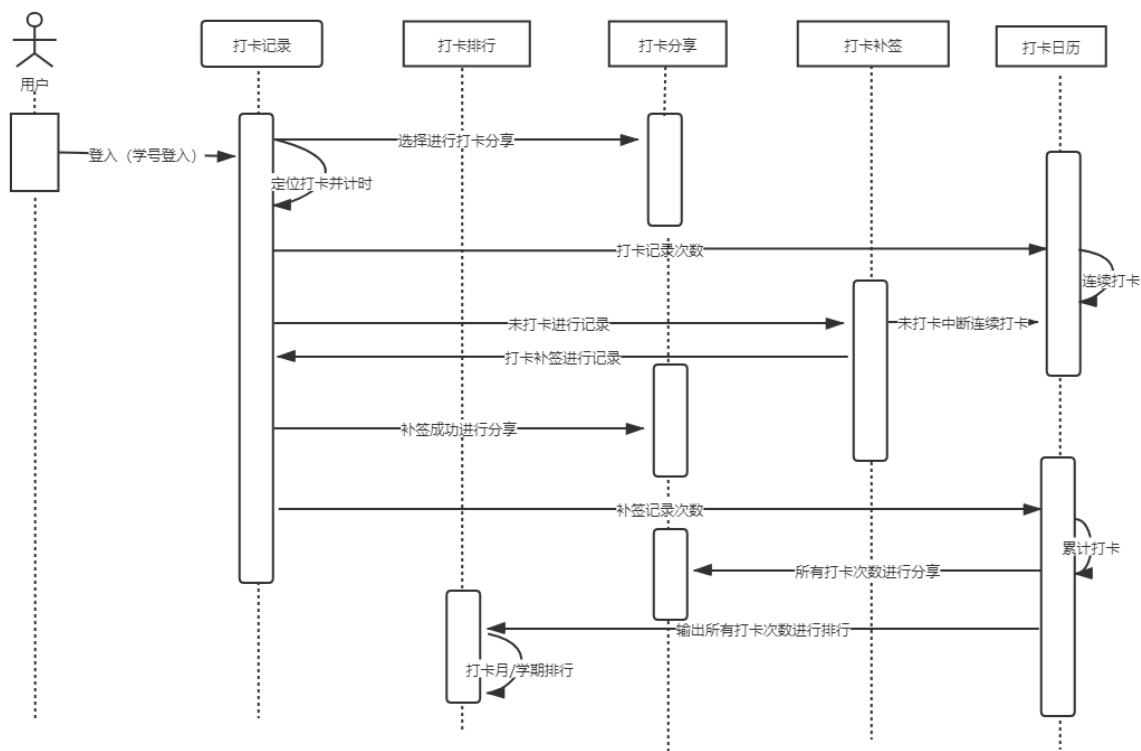 打卡记录
打卡排行
打卡分享
打卡补签
打卡日历
用户
选择进行打卡分享
登入（学号登入）
定位打卡并计时
打卡记录次数
连续打卡
未打卡进行记录
未打卡中断连续打卡
打卡补签进行记录
补签成功进行分享
补签记录次数
累计打卡
所有打卡次数进行分享
输出所有打卡次数进行排行
打卡月/学期排行